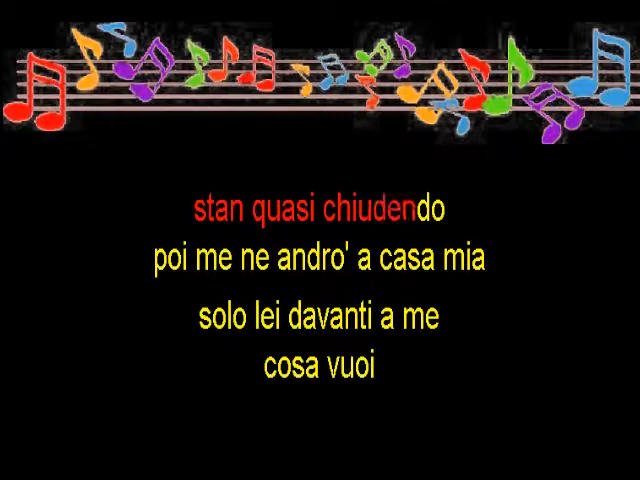 stan quasi chiudendo
poi me ne andro' a casa mia
solo lei davanti a me
cosa vuoi